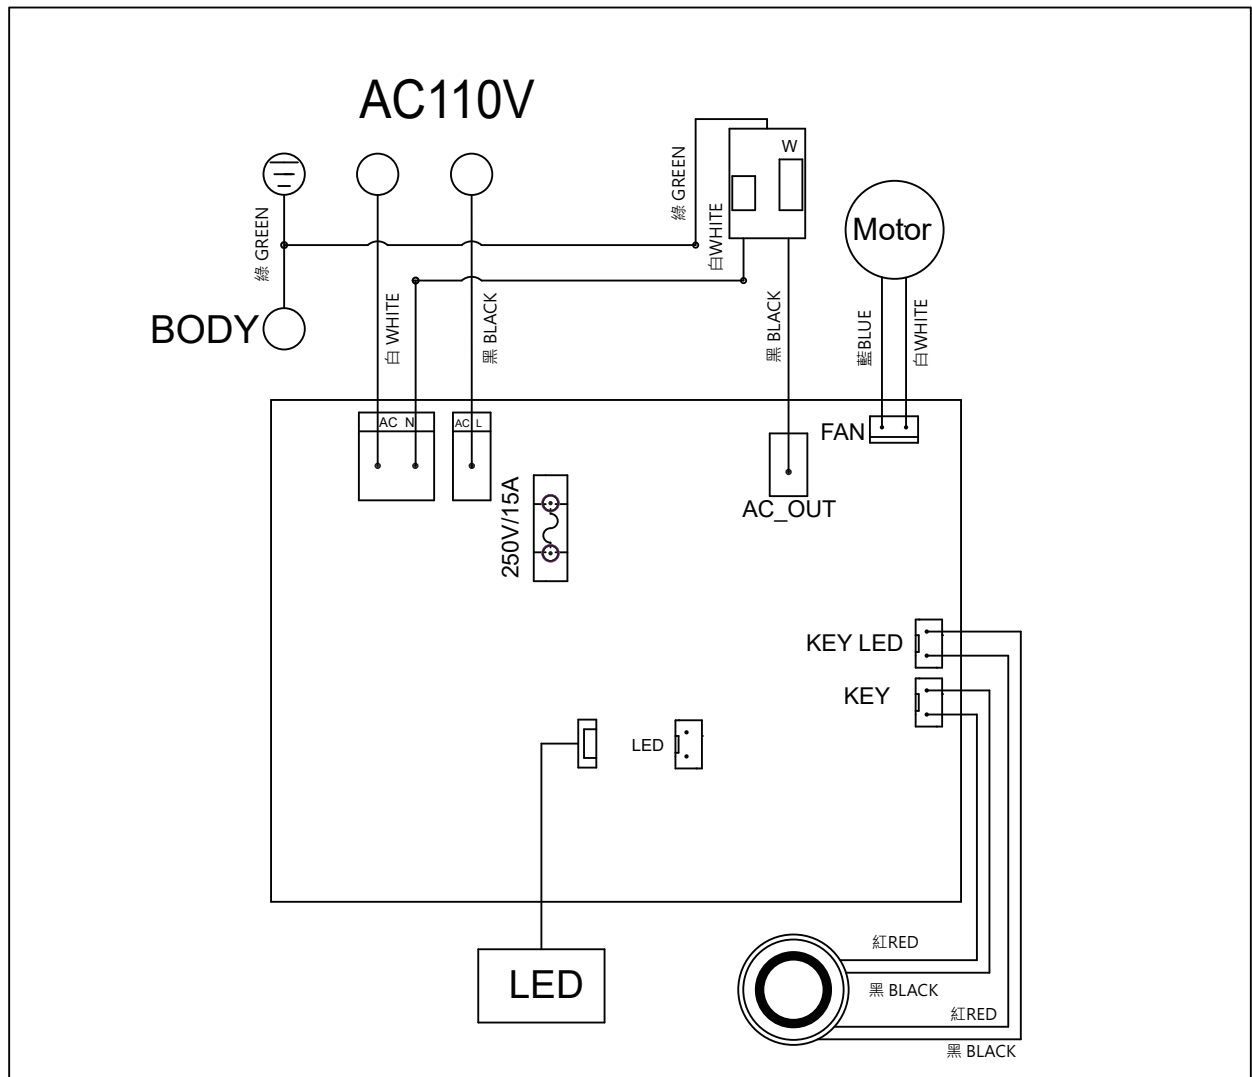 AC110V
W
綠 GREEN
綠 GREEN
白WHITE
Motor
BODY
白 WHITE
黑 BLACK
黑 BLACK
藍BLUE
白WHITE
AC N
AC L
FAN
250V/15A
AC_OUT
KEY LED
KEY
LED
紅RED
LED
黑 BLACK
紅RED
黑 BLACK